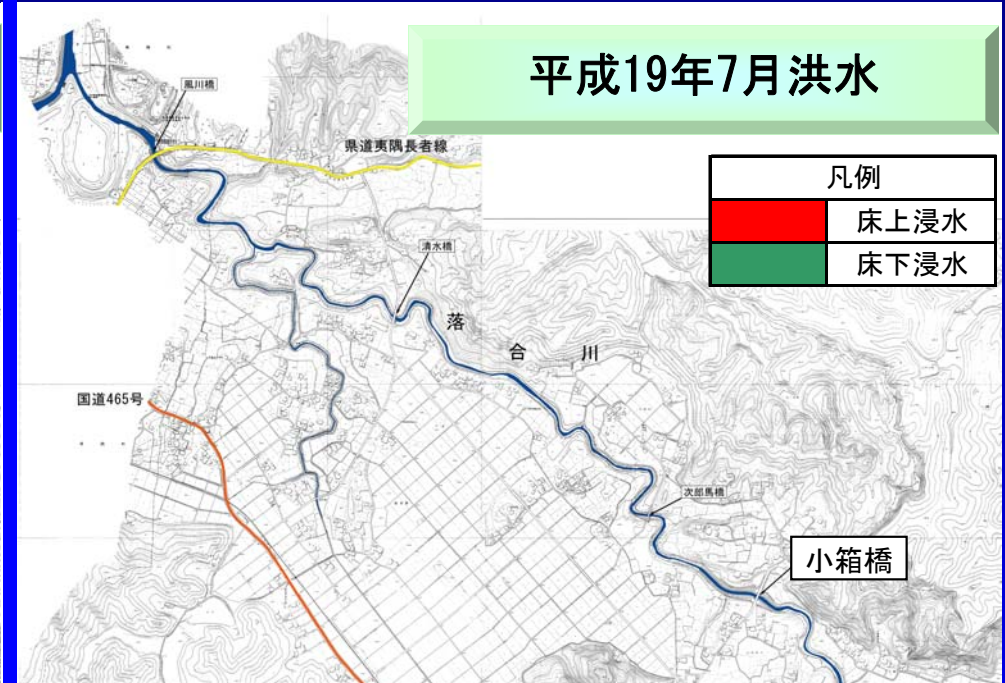 平成19年7月洪水
凡例
床上浸水
床下浸水
風川橋
県道夷隅長者線
清水橋
落合川
国道465号
次郎馬橋
小箱橋